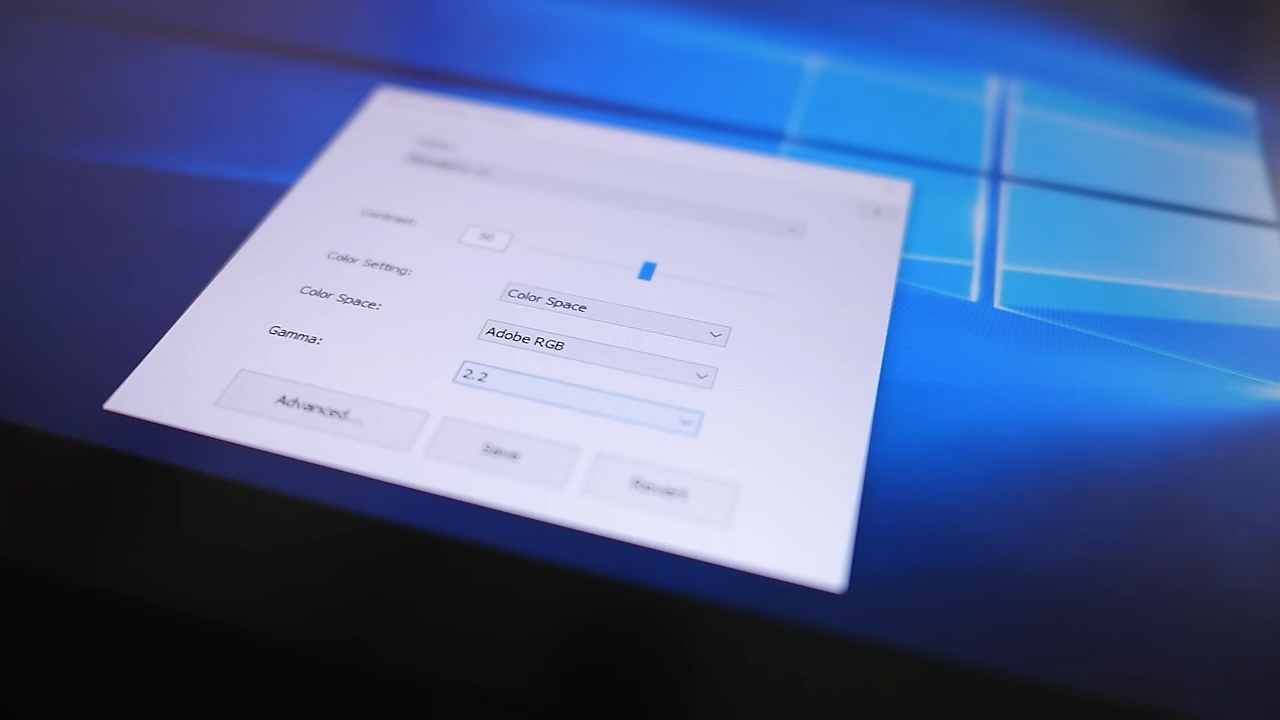 Contrast:
50
Color Setting:
Color Space
Color Space:
Adobe RGB
Gamma:
2.2
Advanced...
Save